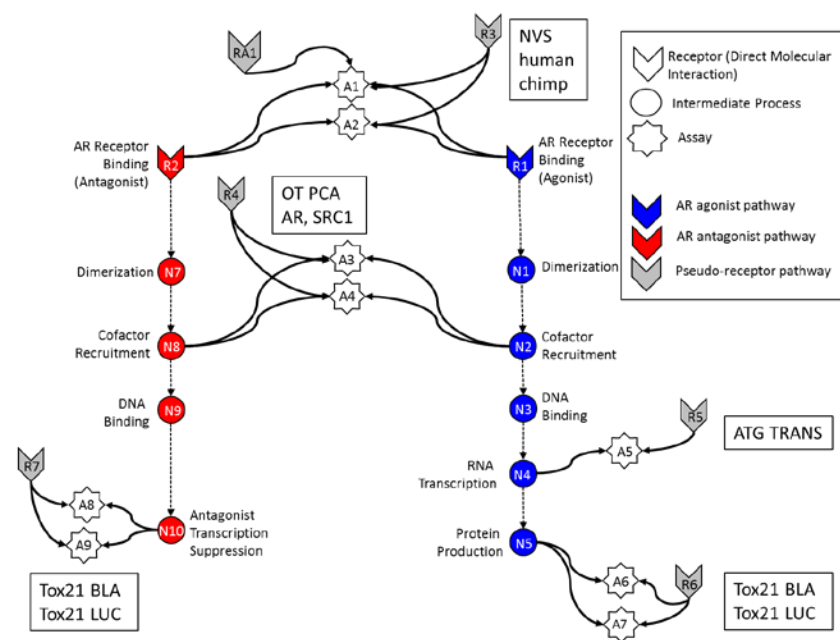 RA1
R3
NVS
human
chimp
A1
A2
AR Receptor
Binding
(Antagonist)
R2
R1
AR Receptor
Binding
(Agonist)
Receptor (Direct Molecular
Interaction)
Intermediate Process
Assay
AR agonist pathway
AR antagonist pathway
Pseudo-receptor pathway
R4
OT PCA
AR, SRC1
A3
A4
Dimerization
N7
N1
Dimerization
Cofactor
Recruitment
N8
N2
Cofactor
Recruitment
DNA
Binding
N9
N3
DNA
Binding
R5
ATG TRANS
A5
RNA
Transcription
N4
R7
A8
A9
N10
Antagonist
Transcription
Suppression
Protein
Production
N5
A6
A7
R6
Tox21 BLA
Tox21 LUC
Tox21 BLA
Tox21 LUC